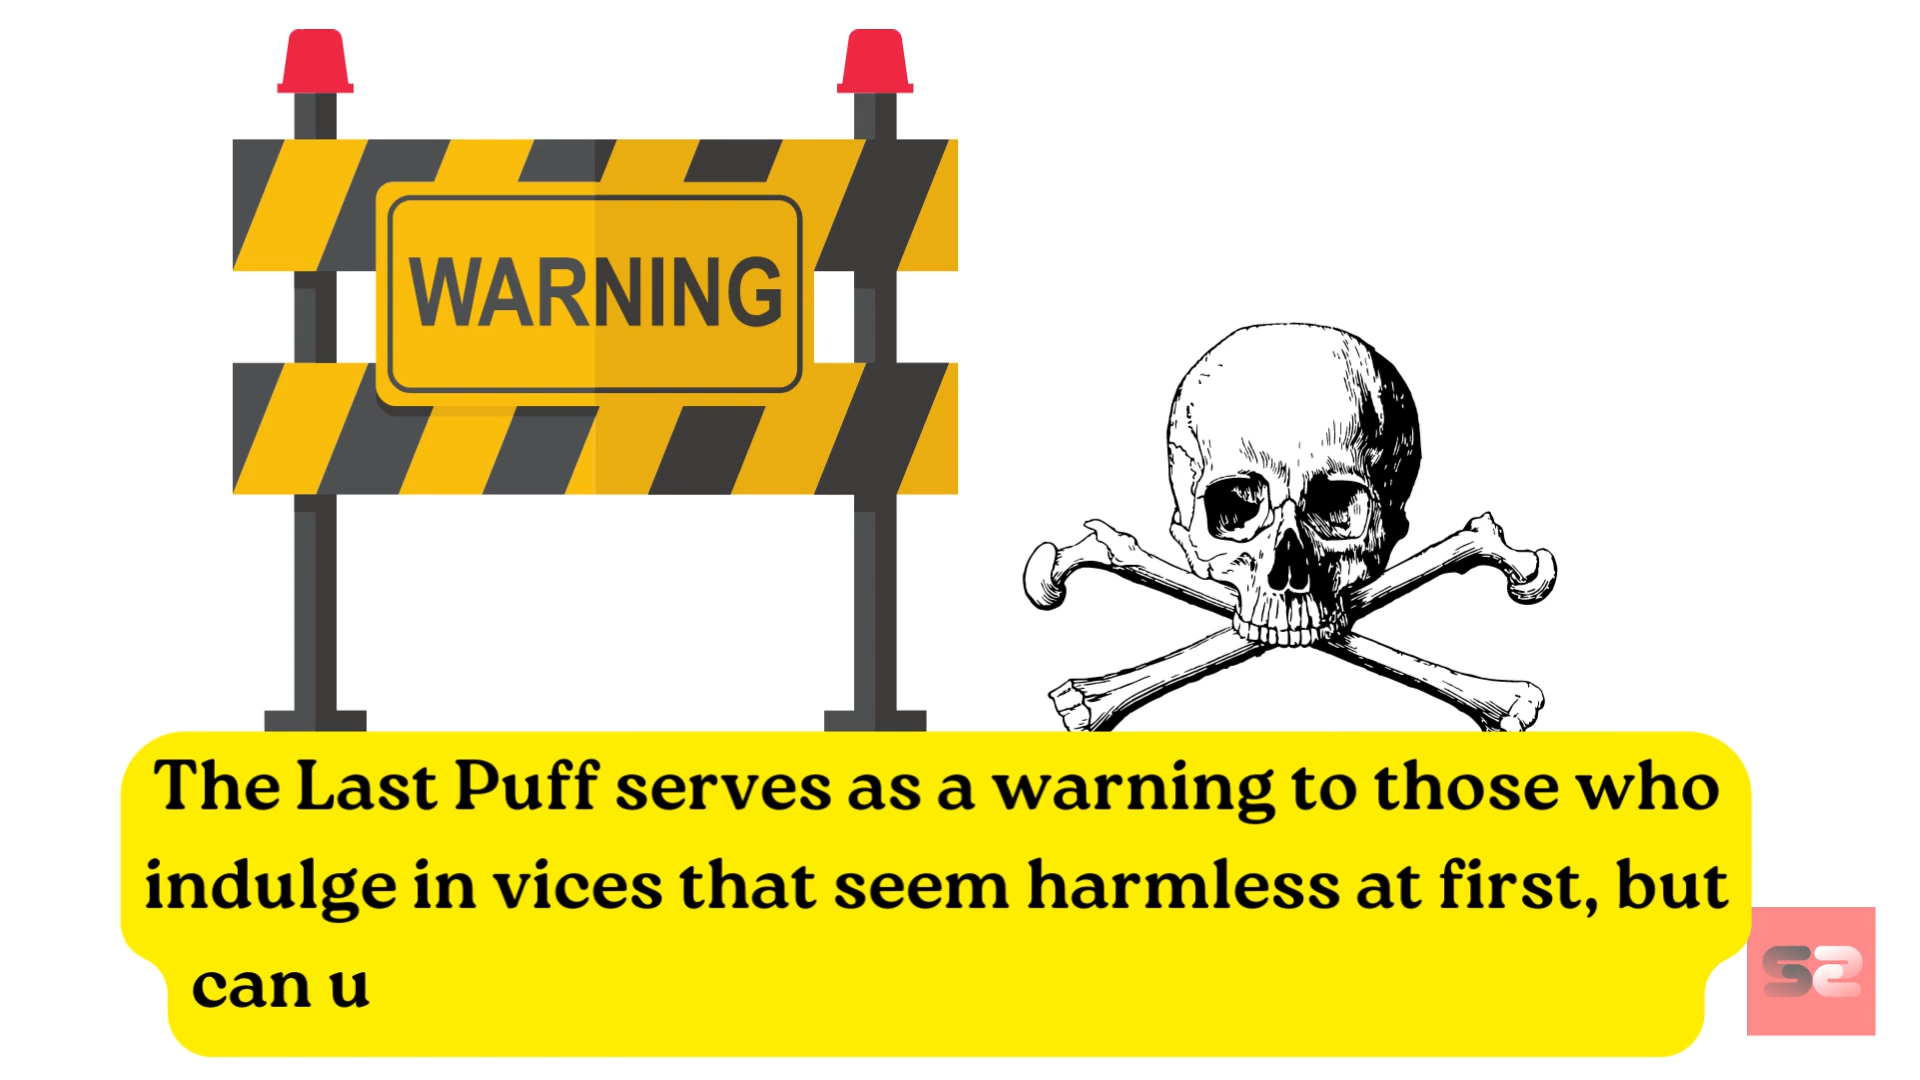 WARNING
The Last Puff serves as a warning to those who
indulge in vices that seem harmless at first, but
can u
S2